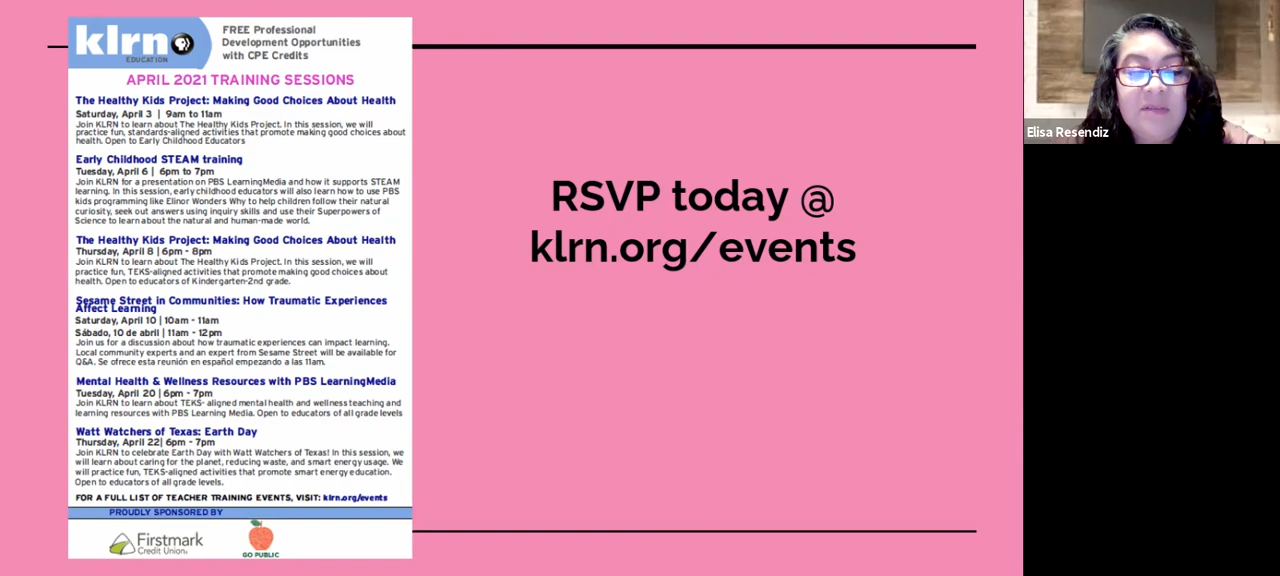 klrn
EDUCATION
FREE Professional
Development Opportunities
with CPE Credits
APRIL 2021 TRAINING SESSIONS
The Healthy Kids Project: Making Good Choices About Health
Saturday, April 3 | 9am to 11am
Join KLRN to learn about The Healthy Kids Project. In this session, we will
practice fun, standards-aligned activities that promote making good choices about
health. Open to Early Childhood Educators
Early Childhood STEAM training
Tuesday, April 6 | 6pm to 7pm
Join KLRN for a presentation on PBS LearningMedia and how it supports STEAM
learning. In this session, early childhood educators will also learn how to use PBS
kids programming like Elinor Wonders Why to help children follow their natural
curiosity, seek out answers using inquiry skills and use their Superpowers of
Science to learn about the natural and human-made world.
The Healthy Kids Project: Making Good Choices About Health
Thursday, April 8 | 6pm - 8pm
Join KLRN to learn about The Healthy Kids Project. In this session, we will
practice fun, TEKS-aligned activities that promote making good choices about
health. Open to educators of Kindergarten-2nd grade.
Sesame Street in Communities: How Traumatic Experiences
Affect Learning
Saturday, April 10 | 10am - 11am
Sábado, 10 de abril | 11am - 12pm
Join us for a discussion about how traumatic experiences can impact learning.
Local community experts and an expert from Sesame Street will be available for
Q&A. Se ofrece esta reunión en español empezando a las 11am.
Mental Health & Wellness Resources with PBS LearningMedia
Tuesday, April 20 | 6pm - 7pm
Join KLRN to learn about TEKS- aligned mental health and wellness teaching and
learning resources with PBS Learning Media. Open to educators of all grade levels
Watt Watchers of Texas: Earth Day
Thursday, April 22| 6pm - 7pm
Join KLRN to celebrate Earth Day with Watt Watchers of Texas! In this session, we
will learn about caring for the planet, reducing waste, and smart energy usage. We
will practice fun, TEKS-aligned activities that promote smart energy education.
Open to educators of all grade levels.
FOR A FULL LIST OF TEACHER TRAINING EVENTS, VISIT: klrn.org/events
PROUDLY SPONSORED BY
Firstmark
Credit Union
GO PUBLIC
RSVP today @
klrn.org/events
Elisa Resendiz